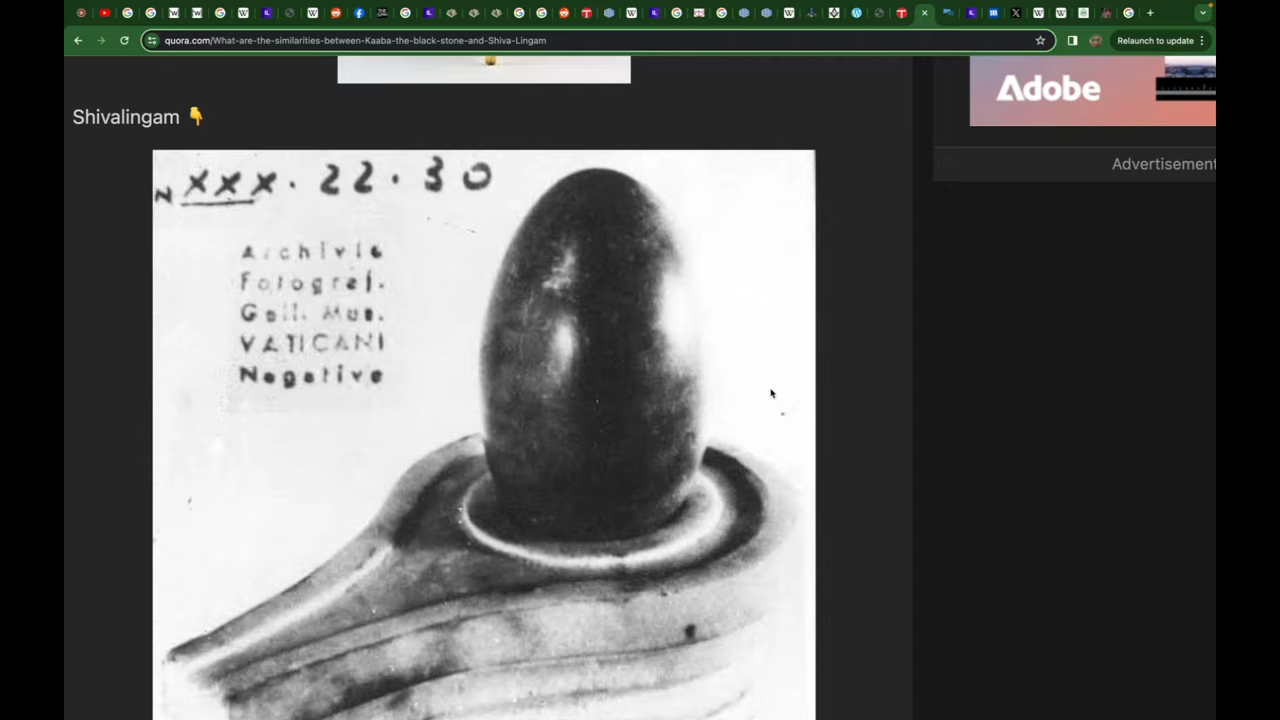 quora.com/What-are-the-similarities-between-Kaaba-the-black-stone-and-Shiva-Lingam
Relaunch to update
Adobe
Shivalingam 👇
Advertisement
N XXX. 22. 30
Archivio
Fotograf.
Gall. Mus.
VATICANI
Negative